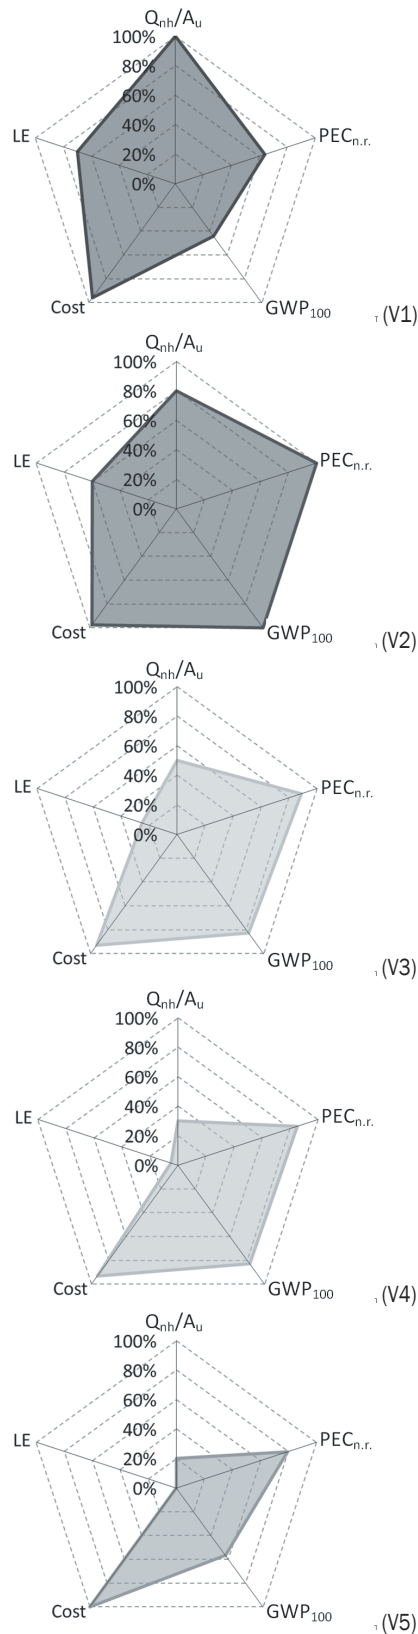 Qnh/Au
100%
80%
60%
40%
20%
0%
LE
PECn.r.
Cost
GWP100
(V1)
Qnh/Au
100%
80%
60%
40%
20%
0%
LE
PECn.r.
Cost
GWP100
(V2)
Qnh/Au
100%
80%
60%
40%
20%
0%
LE
PECn.r.
Cost
GWP100
(V3)
Qnh/Au
100%
80%
60%
40%
20%
0%
LE
PECn.r.
Cost
GWP100
(V4)
Qnh/Au
100%
80%
60%
40%
20%
0%
LE
PECn.r.
Cost
GWP100
(V5)